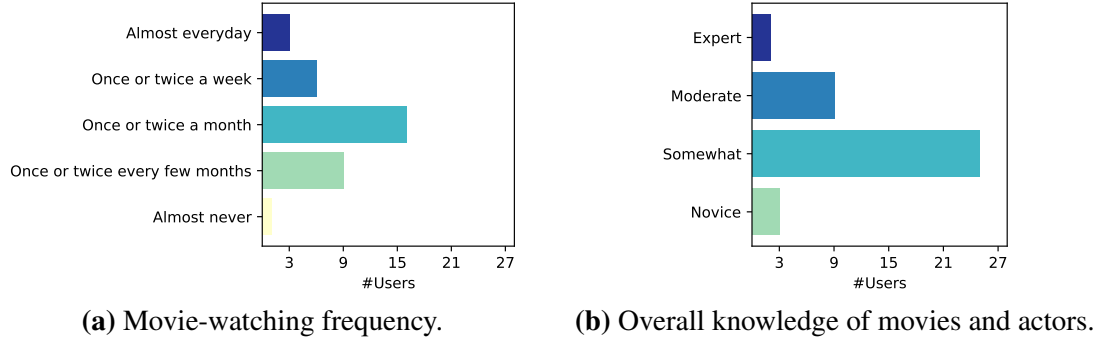 Almost everyday
Once or twice a week
Once or twice a month
Once or twice every few months
Almost never
3 9 15 21 27
#Users
(a) Movie-watching frequency.
Expert
Moderate
Somewhat
Novice
3 9 15 21 27
#Users
(b) Overall knowledge of movies and actors.